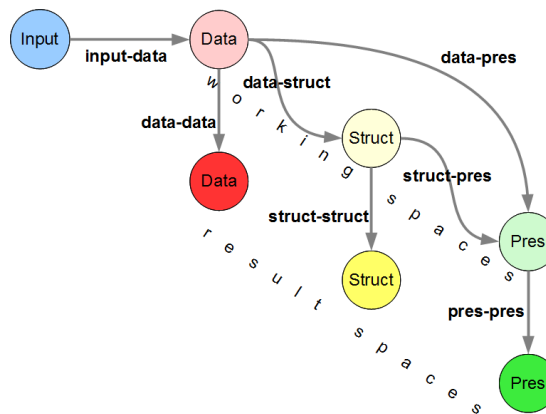 Input
Data
input-data
data-pres
data-struct
data-data
working spaces
Struct
Data
struct-pres
struct-struct
result spaces
Pres
Struct
pres-pres
Pres